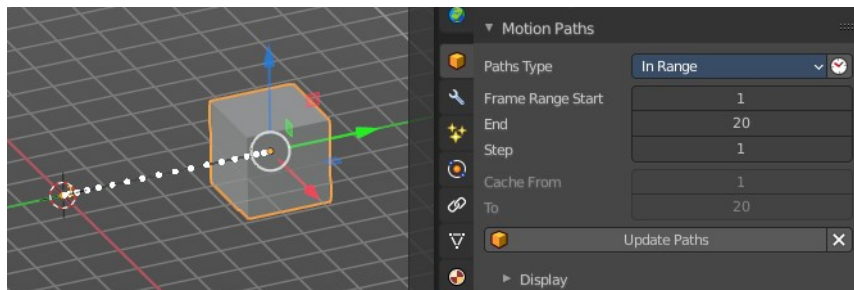 Motion Paths
Paths Type In Range
Frame Range Start 1
End 20
Step 1
Cache From 1
To 20
Update Paths
Display